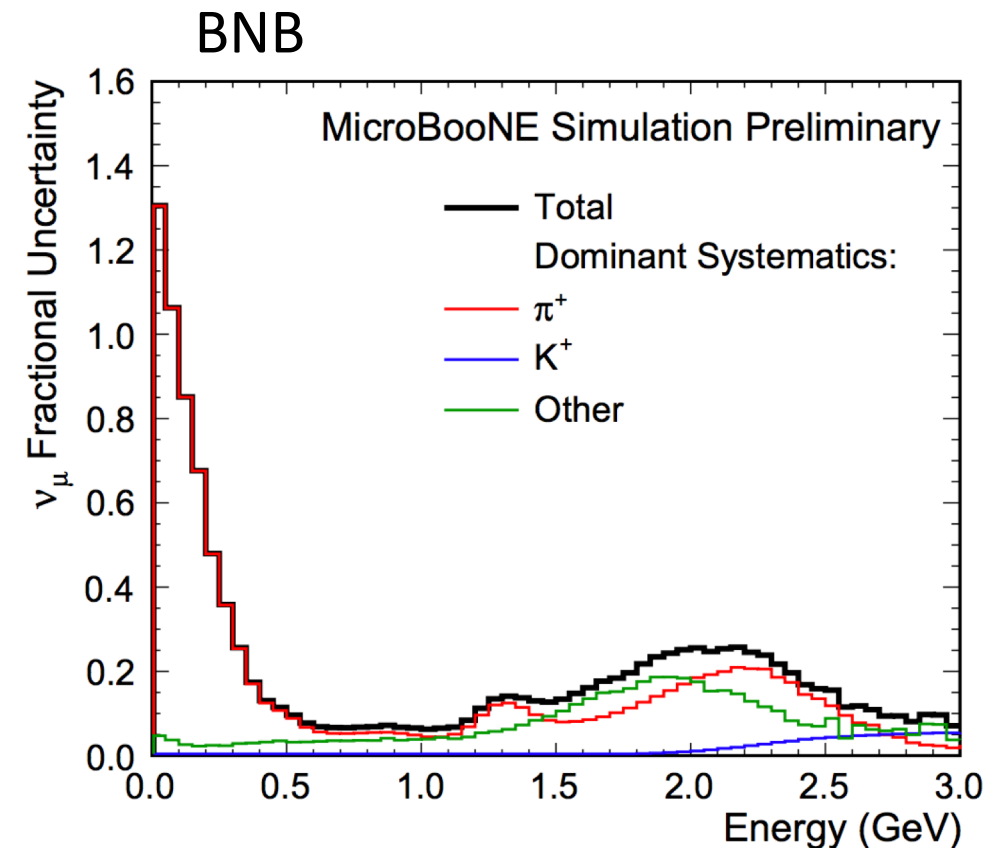 BNB
MicroBooNE Simulation Preliminary
Total
Dominant Systematics:
π+
K+
Other
νμ Fractional Uncertainty
1.6
1.4
1.2
1.0
0.8
0.6
0.4
0.2
0.0
0.0 0.5 1.0 1.5 2.0 2.5 3.0
Energy (GeV)